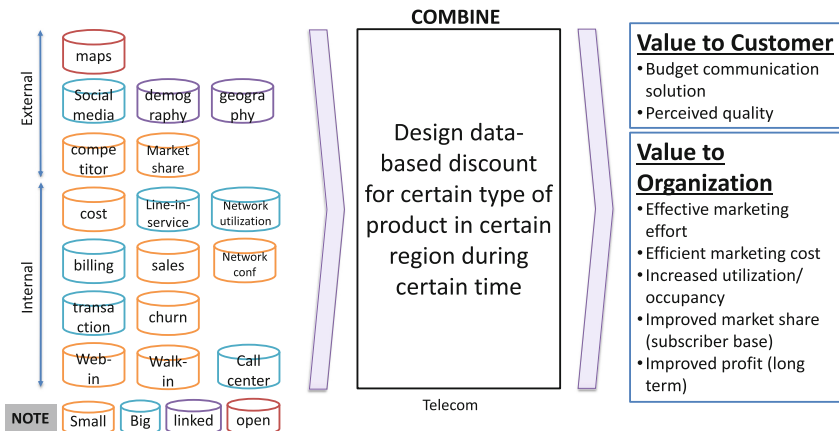 COMBINE
External
maps
Social
media
demog
raphy
geogra
phy
compe
titor
Market
share
Internal
cost
Line-in-
service
Network
utilization
billing
sales
Network
conf
transa
ction
churn
Web-
in
Walk-
in
Call
center
NOTE
Small
Big
linked
open
Design data-
based discount
for certain type of
product in certain
region during
certain time
Telecom
Value to Customer
• Budget communication
solution
• Perceived quality
Value to
Organization
• Effective marketing
effort
• Efficient marketing cost
• Increased utilization/
occupancy
• Improved market share
(subscriber base)
• Improved profit (long
term)